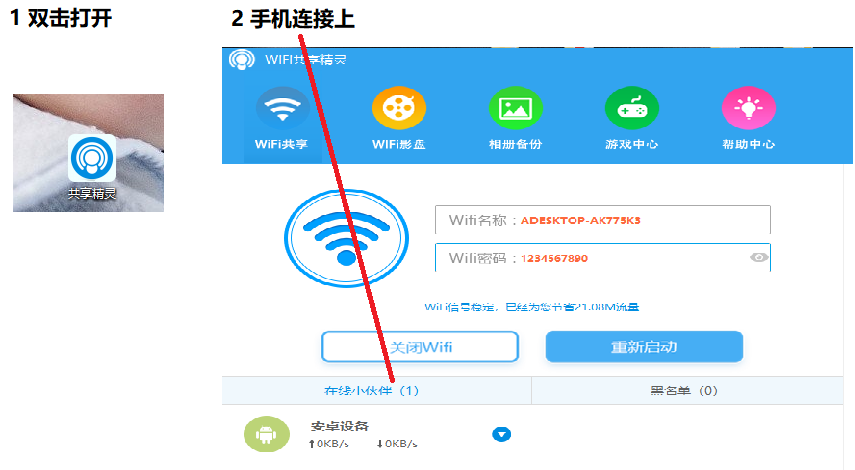 1 双击打开
2 手机连接上
共享精灵
WIFI共享精灵
WiFi共享
WIFI影盘
相册备份
游戏中心
帮助中心
Wifi名称：ADESKTOP-AK775KS
Wili密码：1234567890
WiFi信号稳定，已经为您节省21.08M流量
关闭Wifi
重新启动
在线小伙伴（1）
黑名单（0）
安卓设备
⬆0KB/s ⬇0KB/s